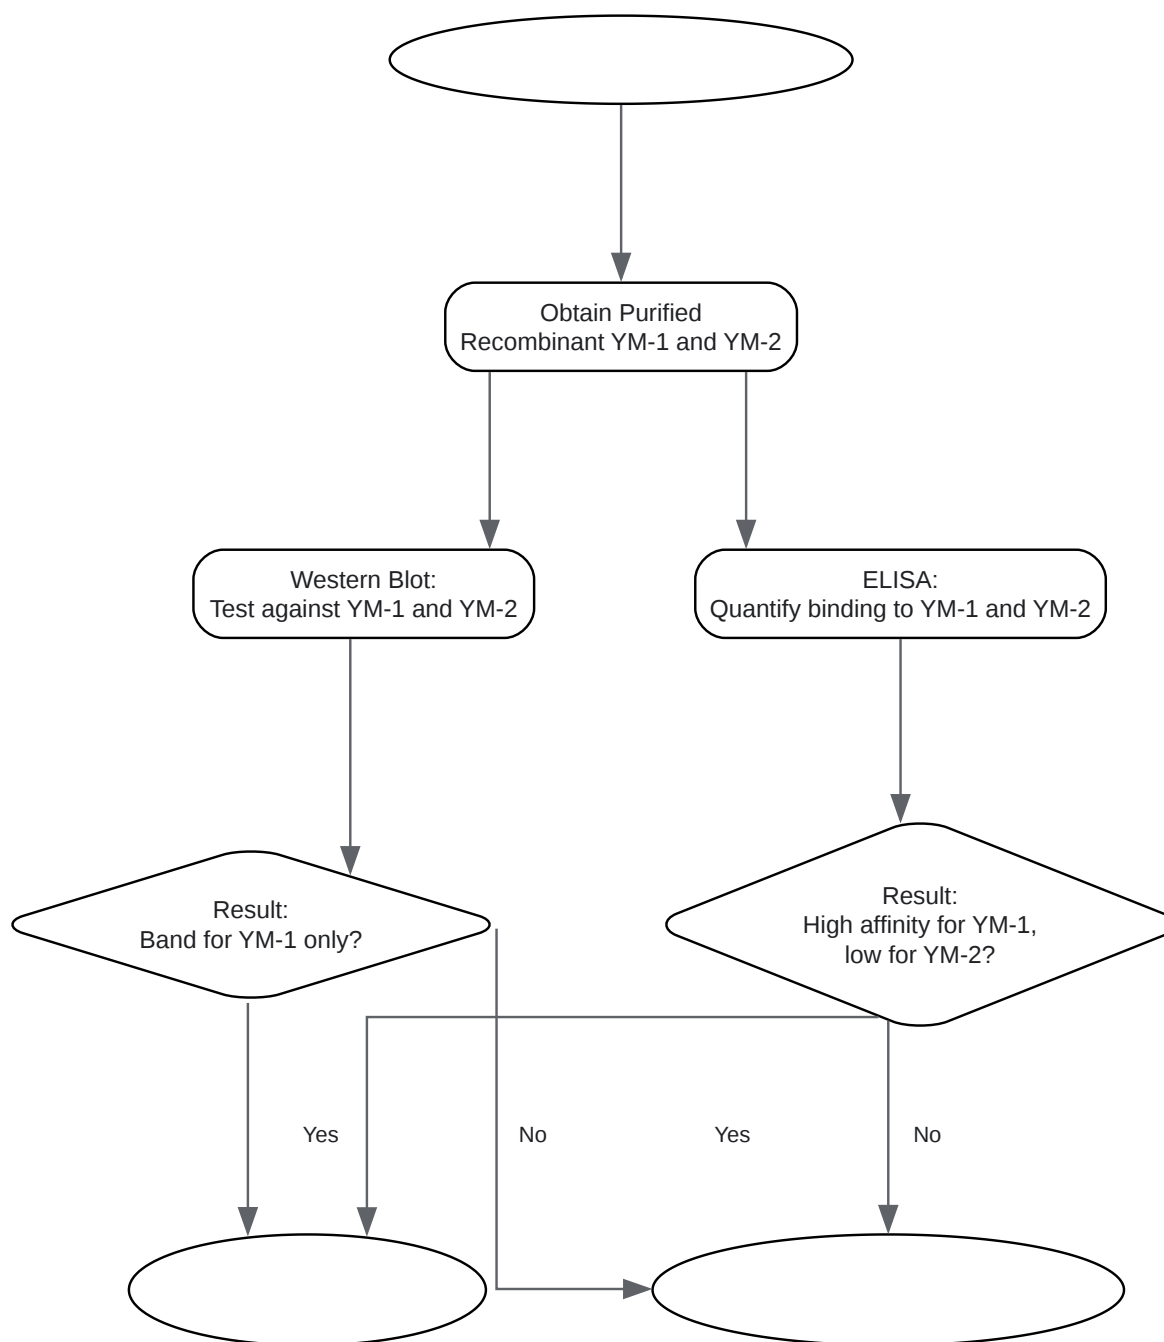 Obtain Purified
Recombinant YM-1 and YM-2
Western Blot:
Test against YM-1 and YM-2
ELISA:
Quantify binding to YM-1 and YM-2
Result:
Band for YM-1 only?
Result:
High affinity for YM-1,
low for YM-2?
Yes
No
Yes
No